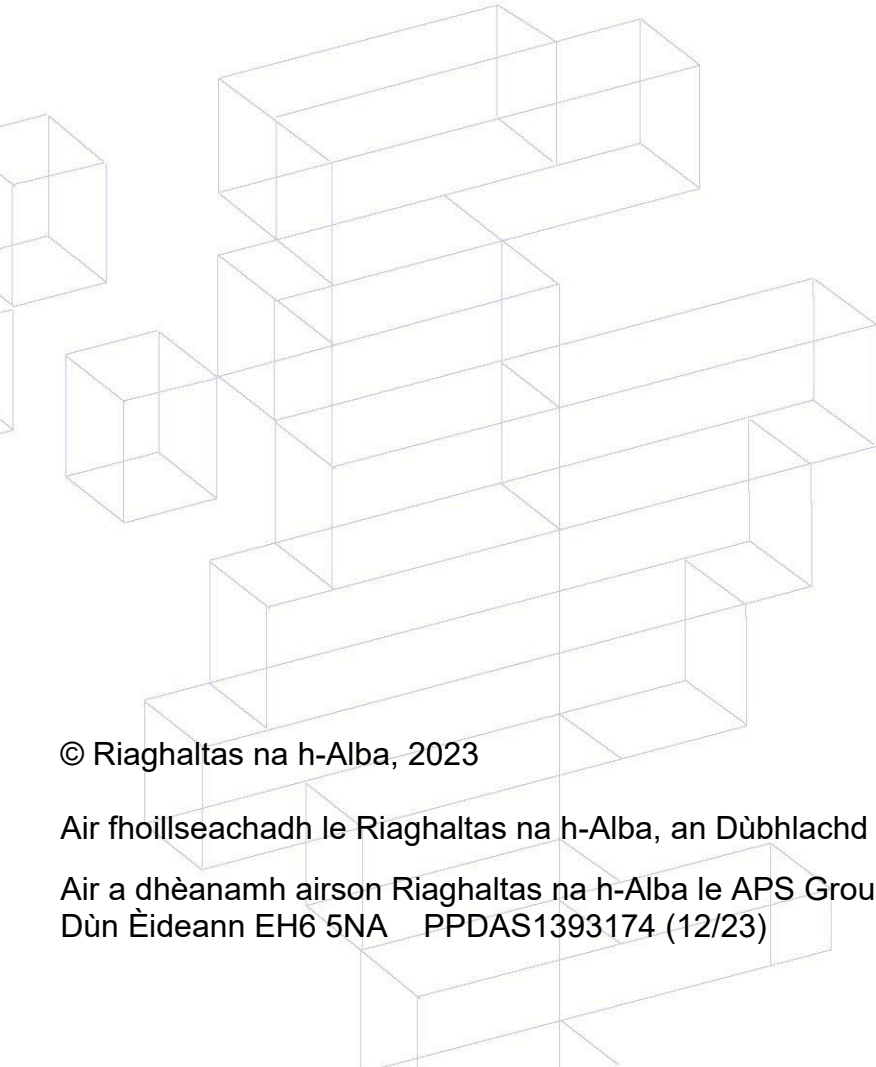 © Riaghaltas na h-Alba, 2023
Air fhoillseachadh le Riaghaltas na h-Alba, an Dùbhlachd
Air a dhèanamh airson Riaghaltas na h-Alba le APS Grou
Dùn Èideann EH6 5NA PPDAS1393174 (12/23)